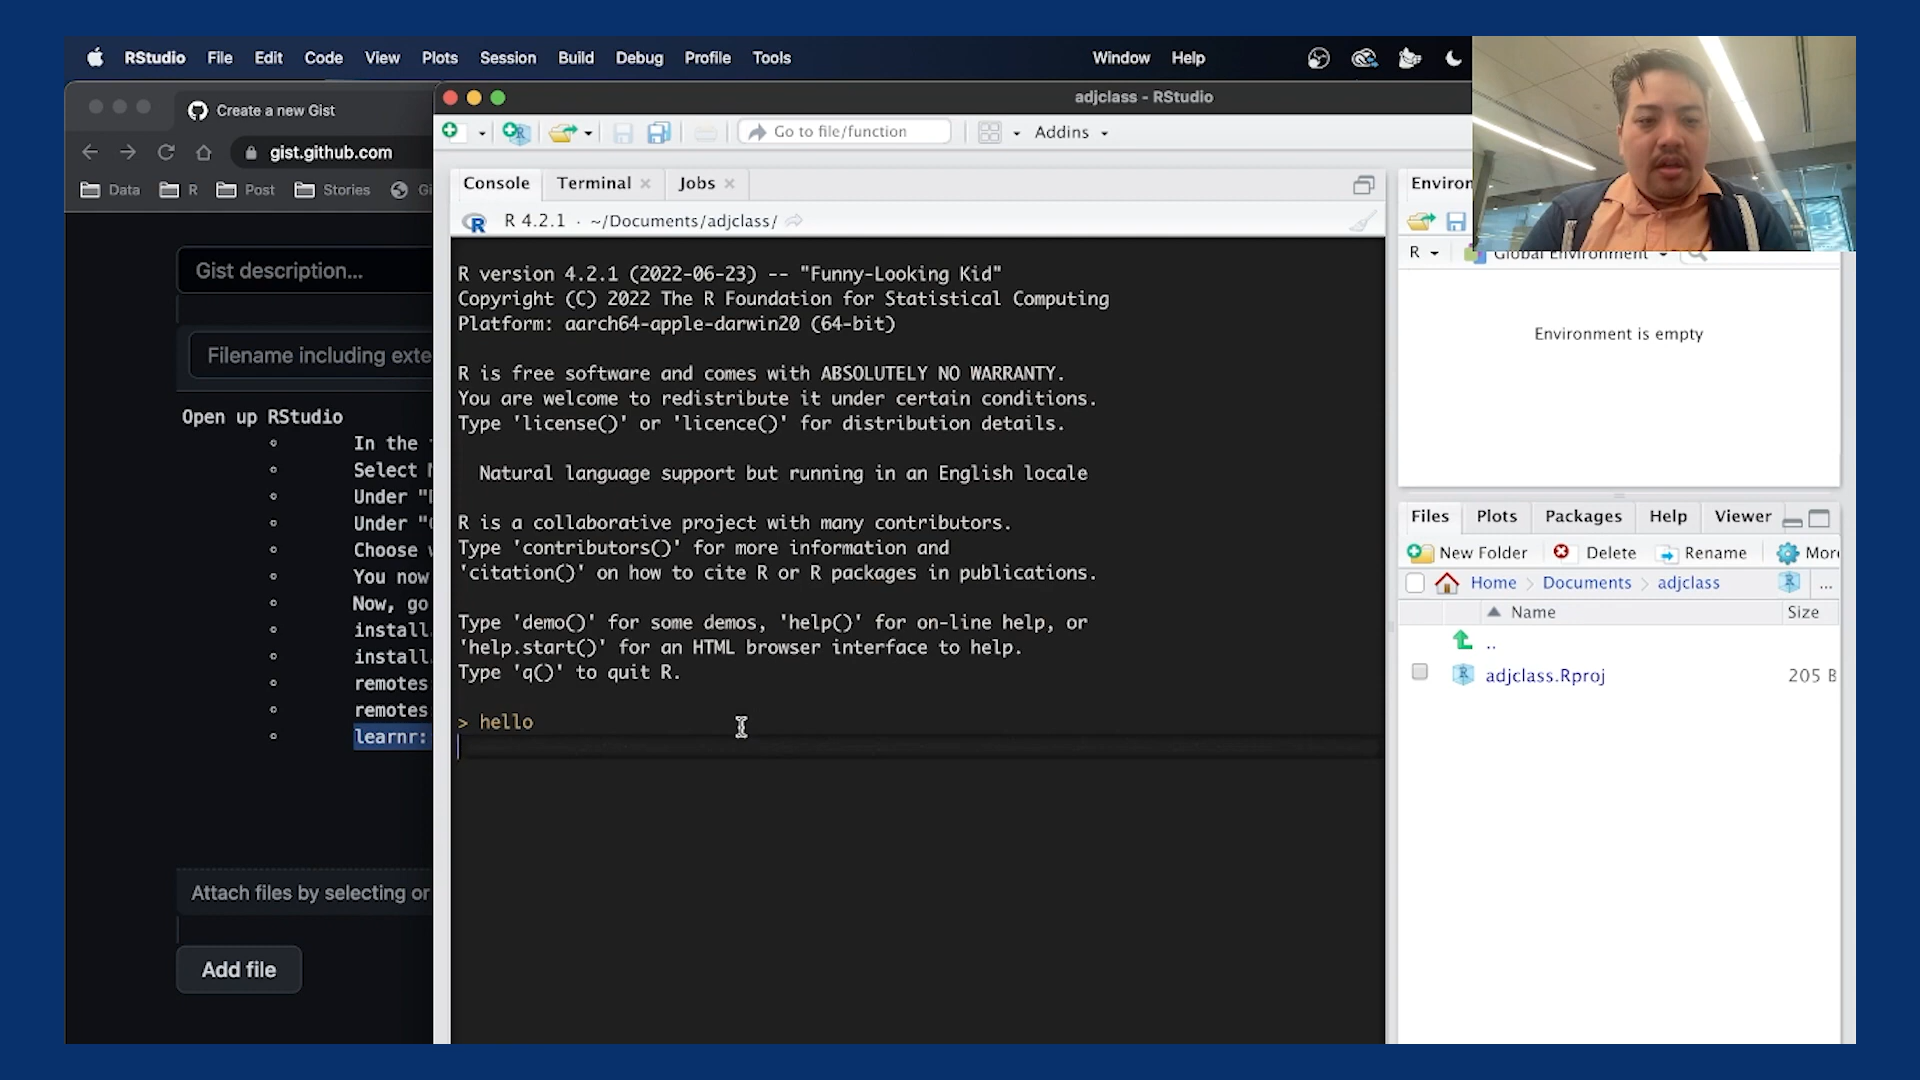 RStudio File Edit Code View Plots Session Build Debug Profile Tools Window Help
Create a new Gist
gist.github.com
Data R Post Stories
Gist description...
Filename including exte
Open up RStudio
In the
Select
Under
Under
Choose
You now
Now, go
install
install.
remotes
remotes
learnr:
Attach files by selecting or
Add file
adjclass - RStudio
Go to file/function Addins
Console Terminal Jobs
R 4.2.1 · ~/Documents/adjclass/
R version 4.2.1 (2022-06-23) -- "Funny-Looking Kid"
Copyright (C) 2022 The R Foundation for Statistical Computing
Platform: aarch64-apple-darwin20 (64-bit)
R is free software and comes with ABSOLUTELY NO WARRANTY.
You are welcome to redistribute it under certain conditions.
Type 'license()' or 'licence()' for distribution details.
Natural language support but running in an English locale
R is a collaborative project with many contributors.
Type 'contributors()' for more information and
'citation()' on how to cite R or R packages in publications.
Type 'demo()' for some demos, 'help()' for on-line help, or
'help.start()' for an HTML browser interface to help.
Type 'q()' to quit R.
> hello
Environ
R Global Environment
Environment is empty
Files Plots Packages Help Viewer
New Folder Delete Rename More
Home > Documents > adjclass ...
Name Size
..
adjclass.Rproj 205 B